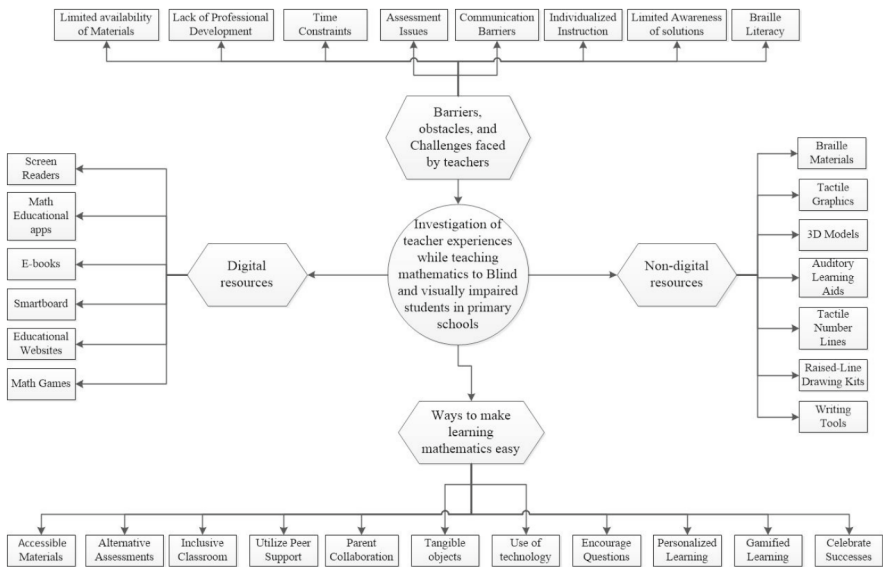 Limited availability
of Materials
Lack of Professional
Development
Time
Constraints
Assessment
Issues
Communication
Barriers
Individualized
Instruction
Limited Awareness
of solutions
Braille
Literacy
Barriers,
obstacles, and
Challenges faced
by teachers
Screen
Readers
Math
Educational
apps
E-books
Smartboard
Educational
Websites
Math Games
Digital
resources
Investigation of
teacher experiences
while teaching
mathematics to Blind
and visually impaired
students in primary
schools
Non-digital
resources
Braille
Materials
Tactile
Graphics
3D Models
Auditory
Learning
Aids
Tactile
Number
Lines
Raised-Line
Drawing Kits
Writing
Tools
Ways to make
learning
mathematics easy
Accessible
Materials
Alternative
Assessments
Inclusive
Classroom
Utilize Peer
Support
Parent
Collaboration
Tangible
objects
Use of
technology
Encourage
Questions
Personalized
Learning
Gamified
Learning
Celebrate
Successes